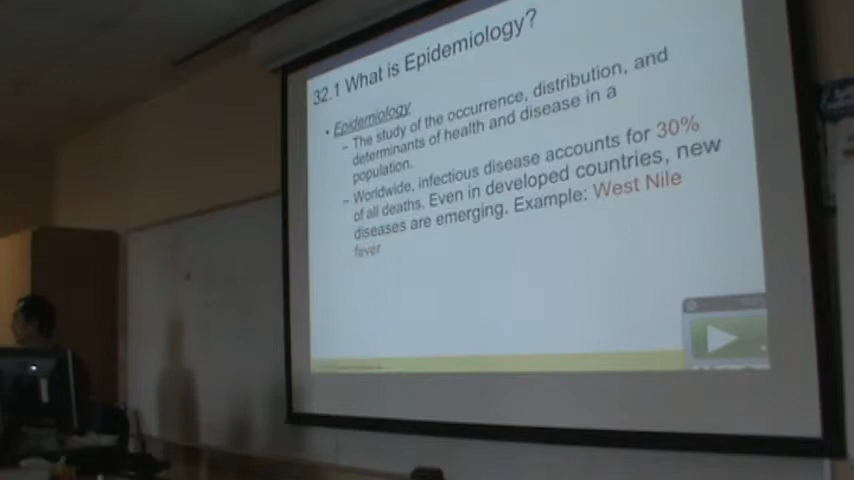 32.1 What is Epidemiology?
• Epidemiology
– The study of the occurrence, distribution, and
determinants of health and disease in a
population.
– Worldwide, infectious disease accounts for 30%
of all deaths. Even in developed countries, new
diseases are emerging. Example: West Nile
fever